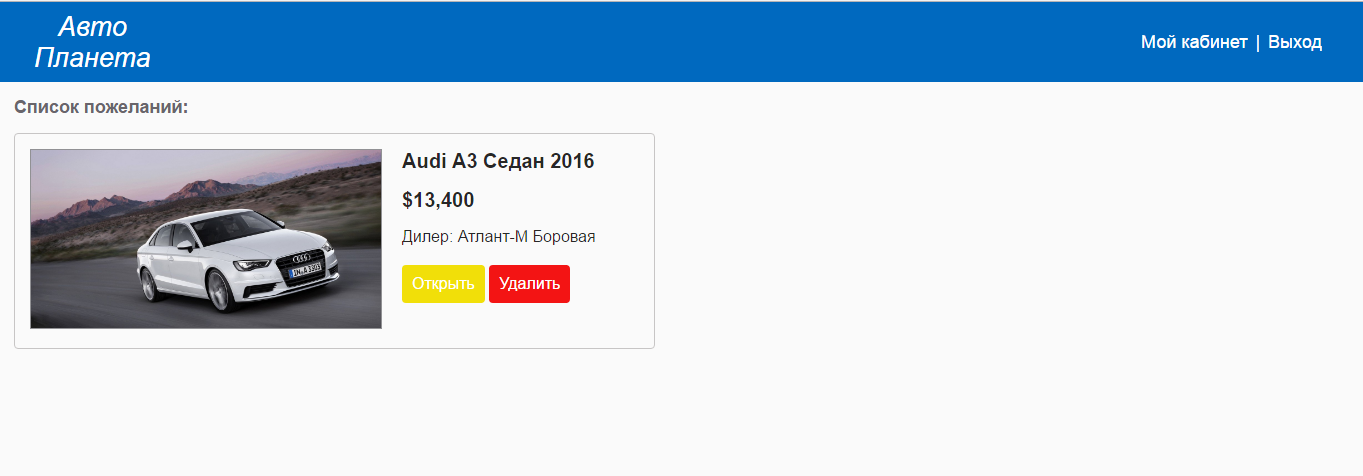 Авто
Планета
Мой кабинет | Выход
Список пожеланий:
Audi A3 Седан 2016
$13,400
Дилер: Атлант-М Боровая
Открыть Удалить